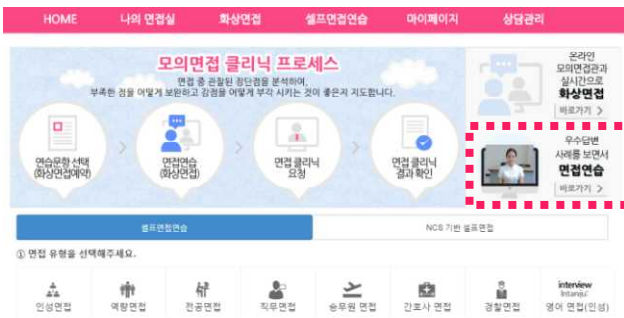 HOME 나의 면접실 화상면접 셀프면접연습 마이페이지 상담관리
모의면접 클리닉 프로세스
면접 중 관찰된 장단점을 분석하여,
부족한 점을 어떻게 보완하고 강점을 어떻게 부각 시키는 것이 좋은지 지도합니다.
연습문항 선택
(화상면접예약)
면접연습
(화상면접)
면접 클리닉
요청
면접 클리닉
결과 확인
온라인
모의면접관과
실시간으로
화상면접
바로가기 >
우수답변
사례를 보면서
면접연습
바로가기 >
셀프면접연습 NCS 기반 셀프면접
① 면접 유형을 선택해주세요.
interview
인성면접 역량면접 전공면접 직무면접 승무원 면접 간호사 면접 경찰면접 영어 면접(인성)